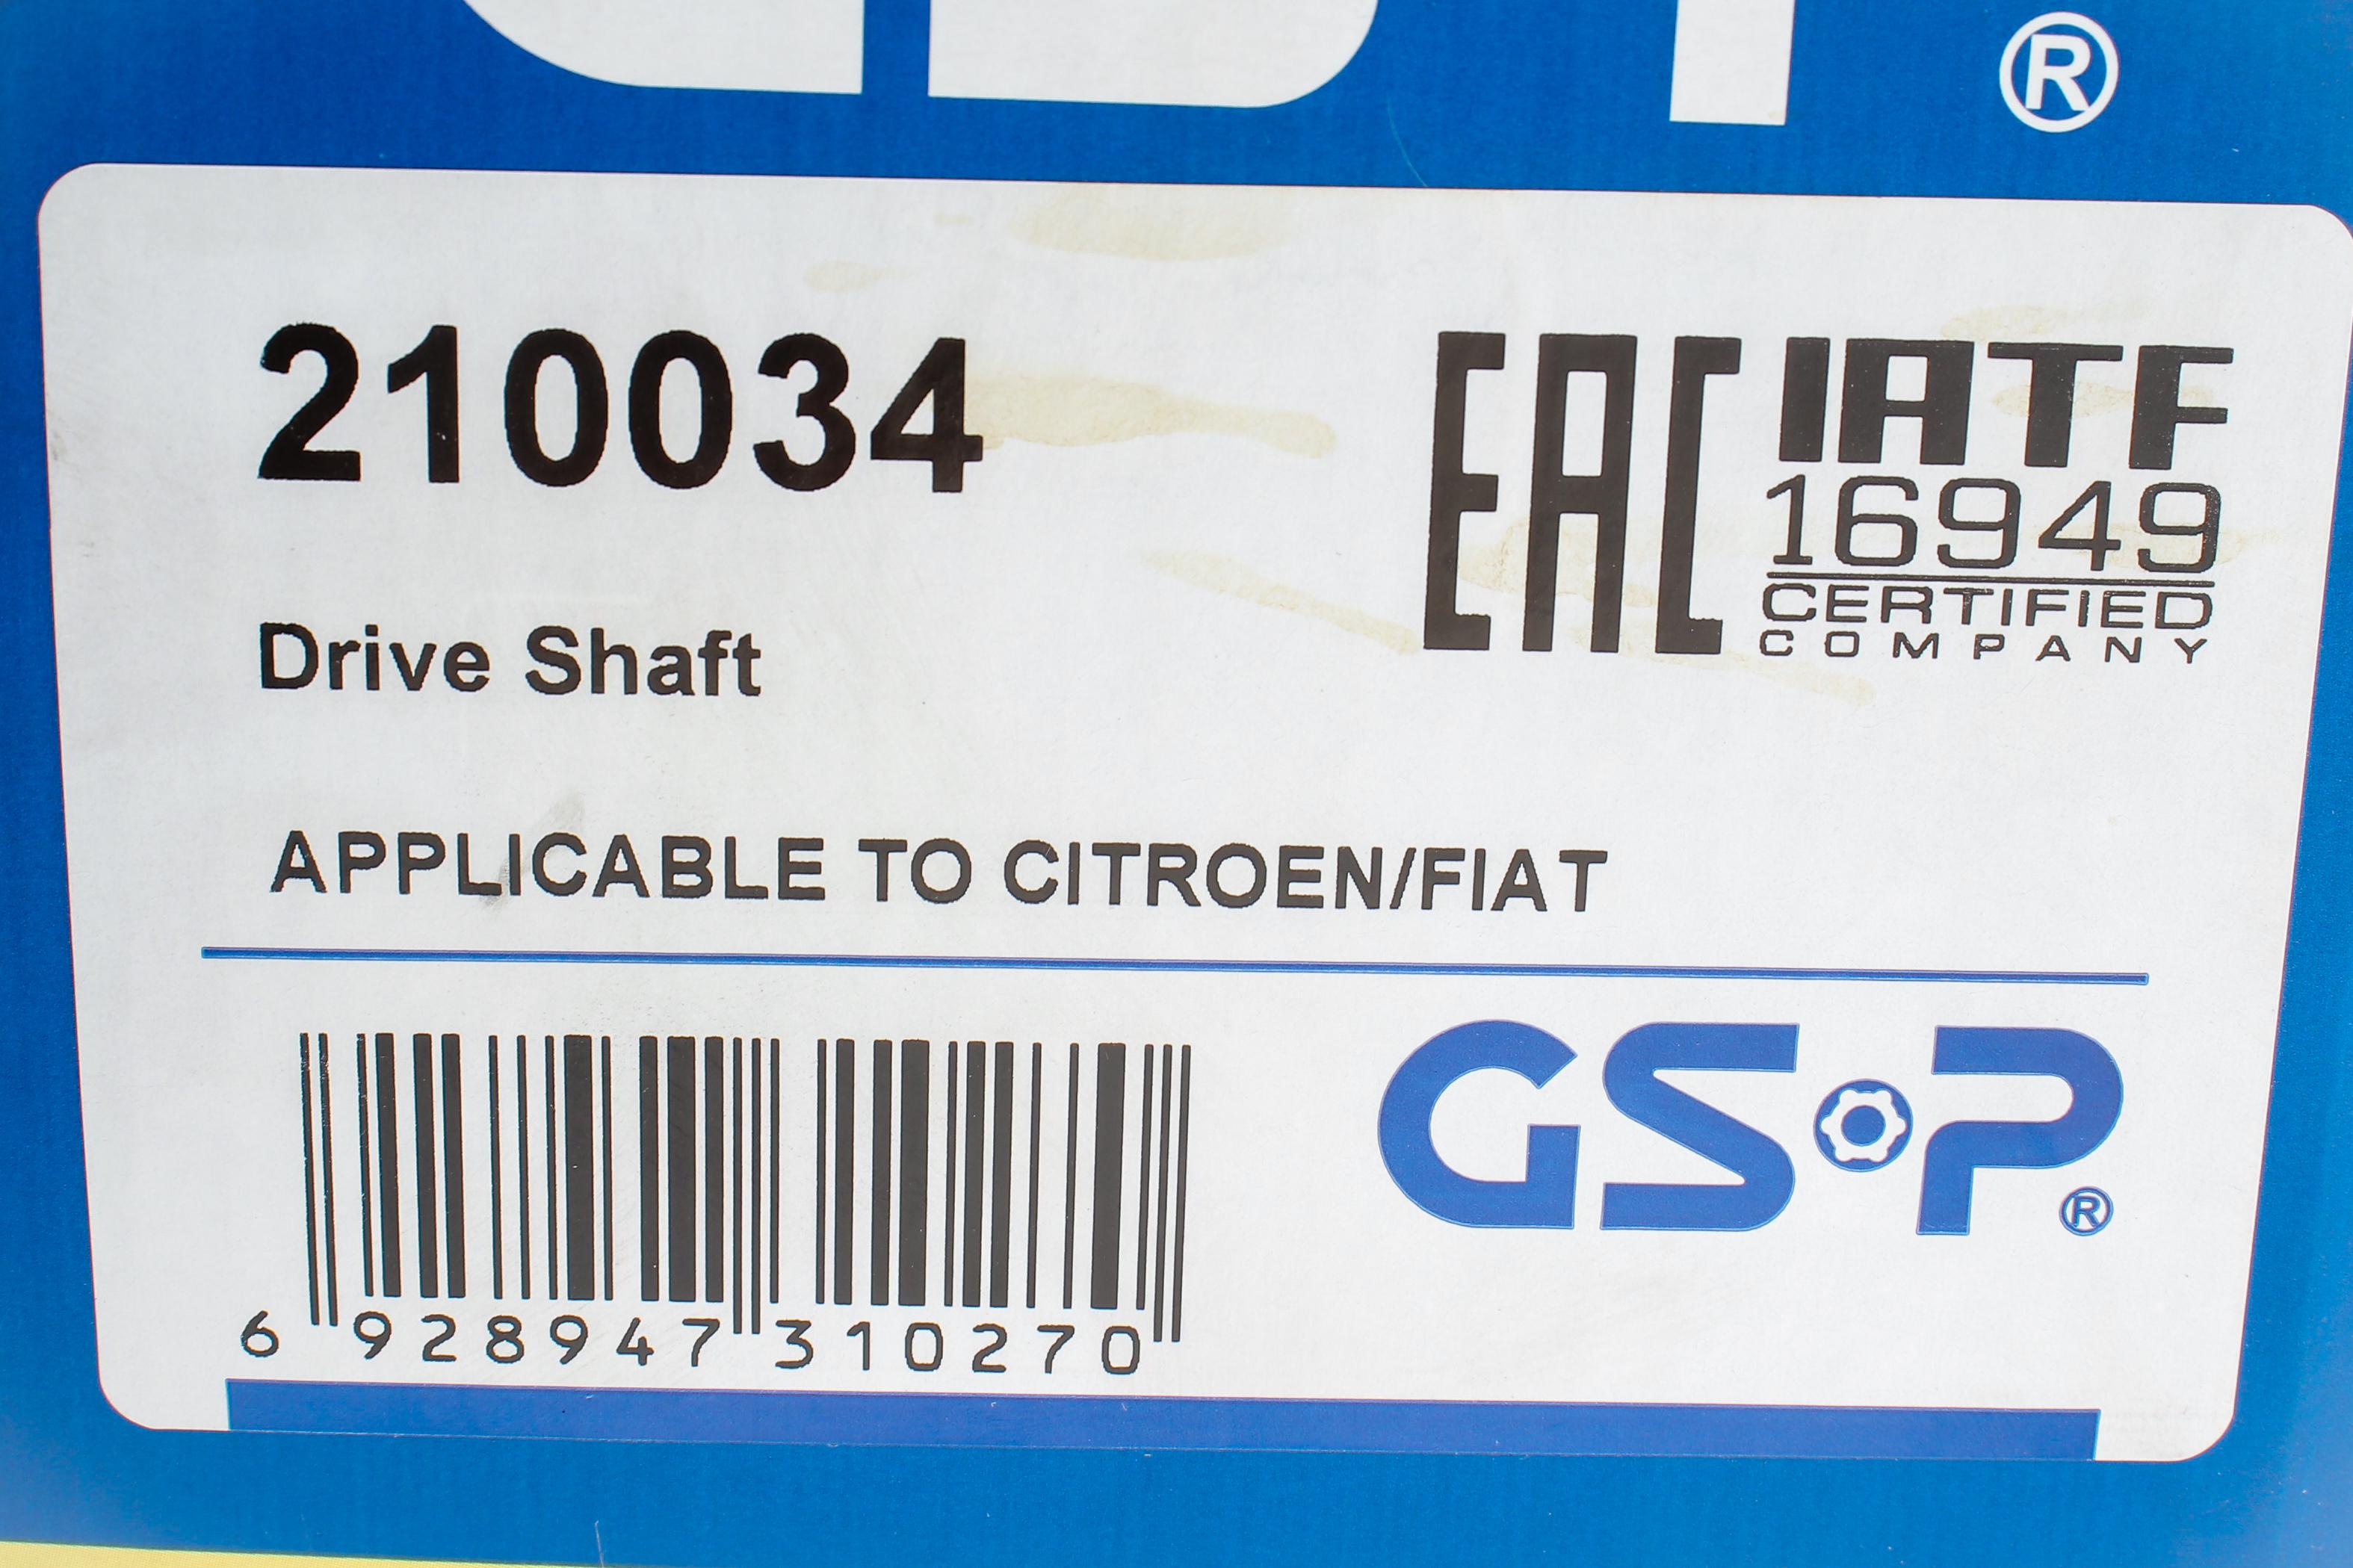 ®
210034
EAC
IATF
16949
CERTIFIED
COMPANY
Drive Shaft
APPLICABLE TO CITROEN/FIAT
6 928947 310270
GSP®